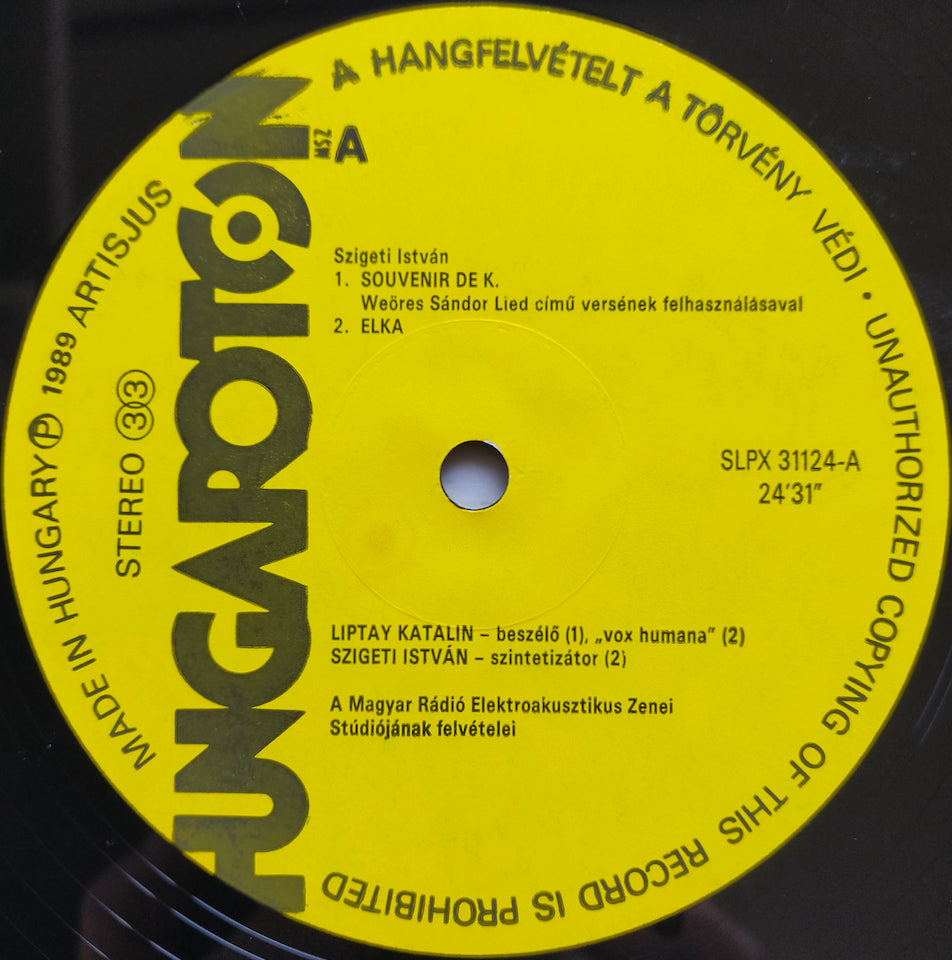 A HANGFELVÉTELT A TÖRVÉNY VÉDI • UNAUTHORIZED COPYING OF THIS RECORD IS PROHIBITED
MADE IN HUNGARY Ⓟ 1989 ARTISJUS
HUNGAROTON
STEREO 33
MSZ A
Szigeti István
1. SOUVENIR DE K.
Weöres Sándor Lied című versének felhasználásaval
2. ELKA
SLPX 31124-A
24'31"
LIPTAY KATALIN – beszélő (1), „vox humana" (2)
SZIGETI ISTVÁN – szintetizátor (2)
A Magyar Rádió Elektroakusztikus Zenei
Stúdiójának felvételei